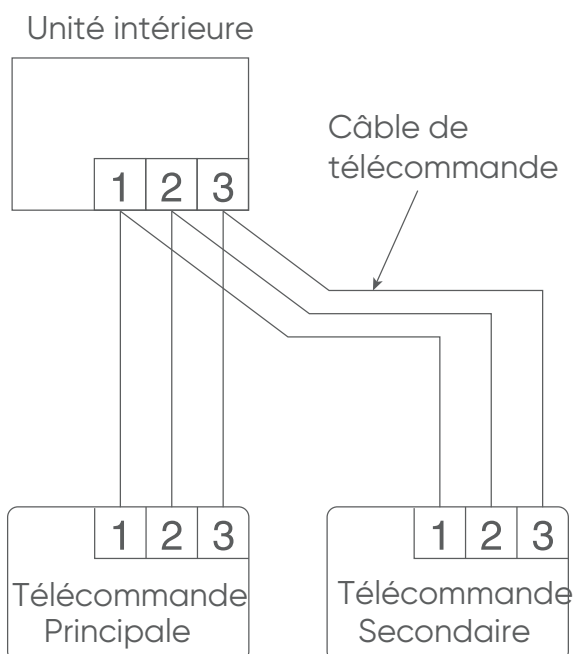 Unité intérieure
1 2 3
Câble de
télécommande
1 2 3
Télécommande
Principale
1 2 3
Télécommande
Secondaire